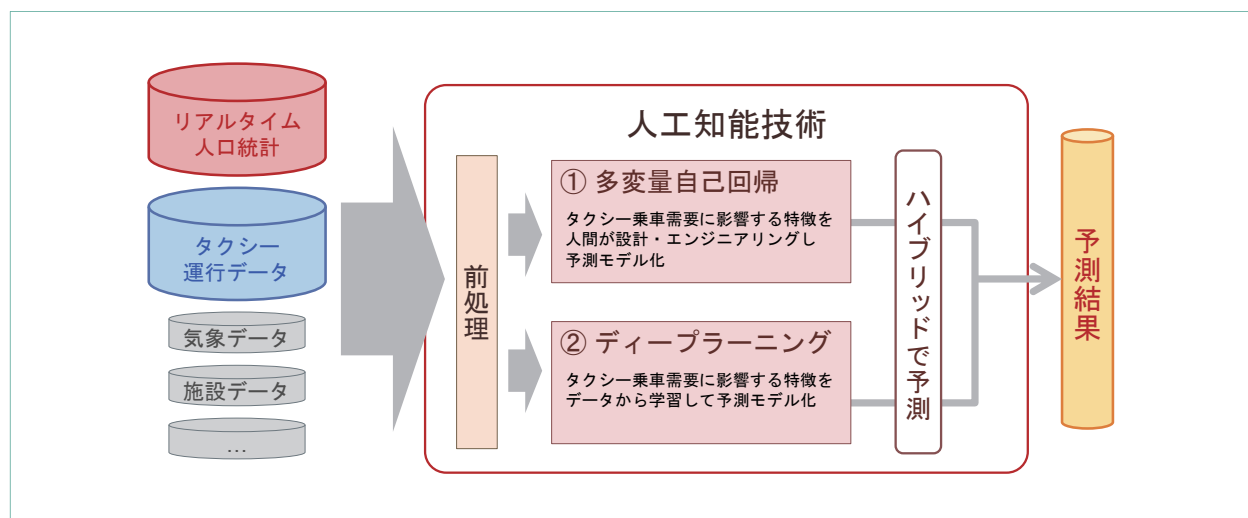 リアルタイム
人口統計
タクシー
運行データ
気象データ
施設データ
…
人工知能技術
前処理
① 多変量自己回帰
タクシー乗車需要に影響する特徴を
人間が設計・エンジニアリングし
予測モデル化
② ディープラーニング
タクシー乗車需要に影響する特徴を
データから学習して予測モデル化
ハイブリッドで予測
予測結果